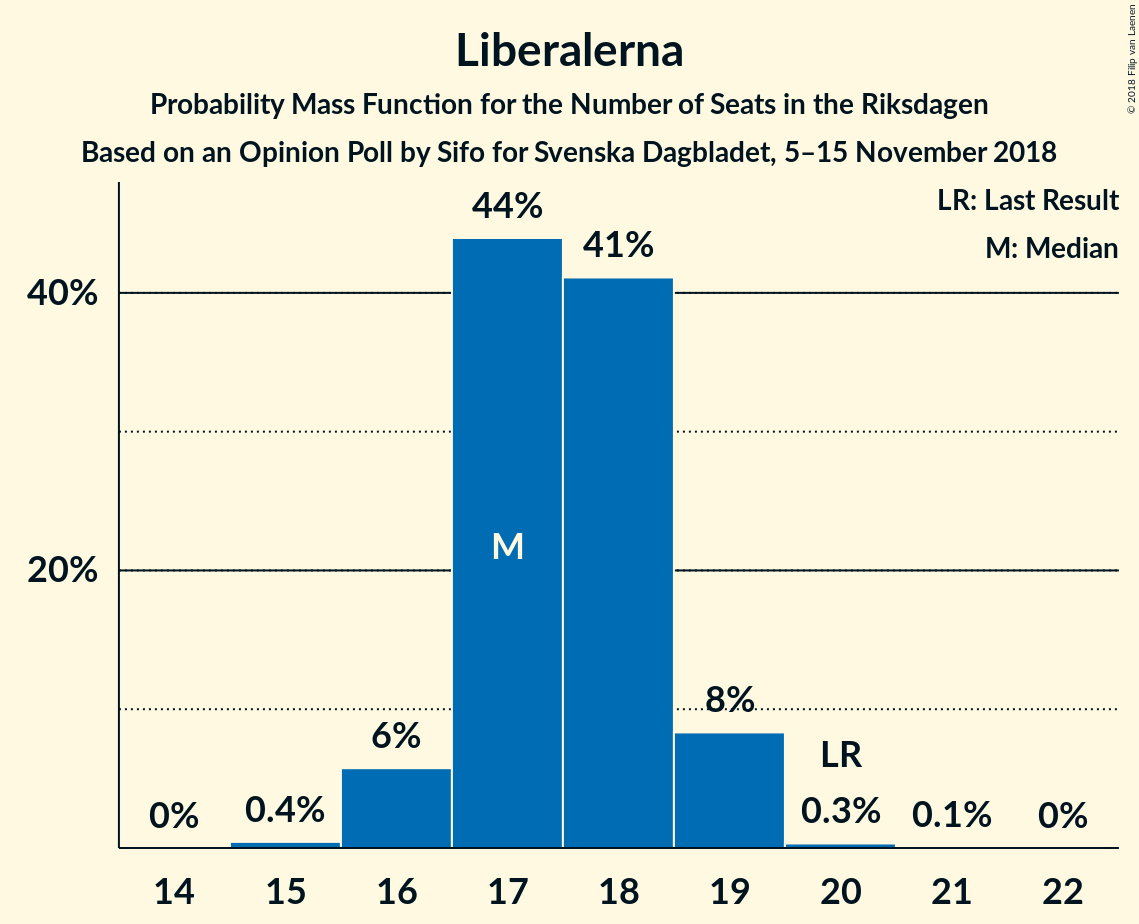 Liberalerna
Probability Mass Function for the Number of Seats in the Riksdagen
Based on an Opinion Poll by Sifo for Svenska Dagbladet, 5–15 November 2018
© 2018 Filip van Laenen
LR: Last Result
M: Median
44%
41%
40%
M
20%
8%
6%
LR
0%
0.4%
0.3%
0.1%
0%
14 15 16 17 18 19 20 21 22